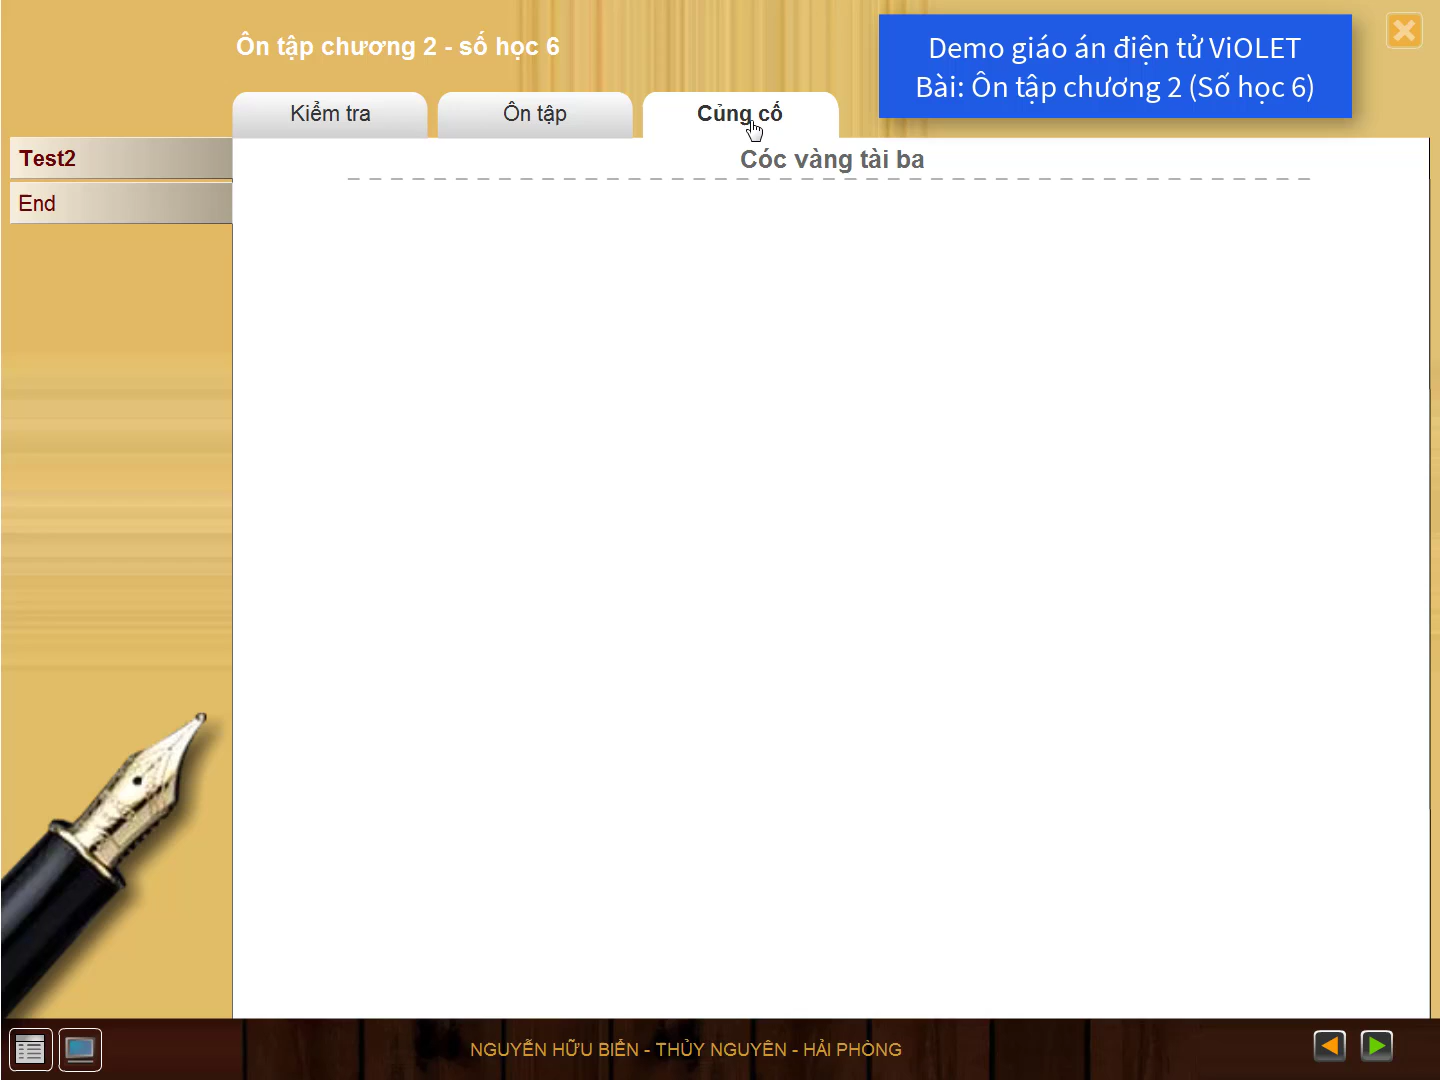 Ôn tập chương 2 - số học 6
Demo giáo án điện tử ViOLET
Bài: Ôn tập chương 2 (Số học 6)
Kiểm tra
Ôn tập
Củng cố
Test2
End
Cóc vàng tài ba
NGUYỄN HỮU BIỂN - THỦY NGUYÊN - HẢI PHÒNG